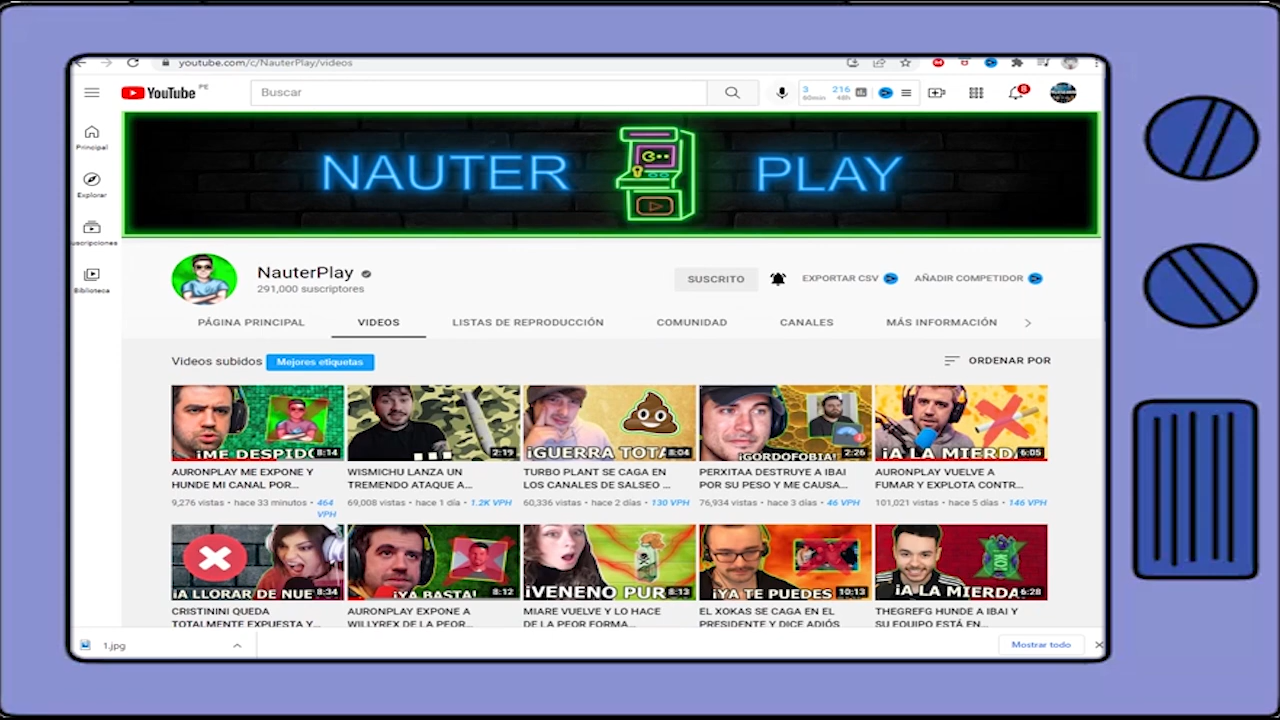 youtube.com/c/NauterPlay/videos
YouTube PE
Buscar
3
60min
216
48h
8
Principal
Explorar
uscripciones
Biblioteca
NAUTER PLAY
NauterPlay
291,000 suscriptores
SUSCRITO
EXPORTAR CSV
AÑADIR COMPETIDOR
PÁGINA PRINCIPAL
VIDEOS
LISTAS DE REPRODUCCIÓN
COMUNIDAD
CANALES
MÁS INFORMACIÓN
Videos subidos
Mejores etiquetas
ORDENAR POR
¡ME DESPIDO
8:14
AURONPLAY ME EXPONE Y
HUNDE MI CANAL POR...
9,276 vistas • hace 33 minutos • 464
VPH
2:19
WISMICHU LANZA UN
TREMENDO ATAQUE A...
69,008 vistas • hace 1 día • 1.2K VPH
¡GUERRA TOTA
8:04
TURBO PLANT SE CAGA EN
LOS CANALES DE SALSEO ...
60,336 vistas • hace 2 días • 130 VPH
¡GORDOFOBIA!
2:26
PERXITAA DESTRUYE A IBAI
POR SU PESO Y ME CAUSA...
76,934 vistas • hace 3 días • 46 VPH
¡A LA MIERDA
6:05
AURONPLAY VUELVE A
FUMAR Y EXPLOTA CONTR...
101,021 vistas • hace 5 días • 146 VPH
A LLORAR DE NUE
8:34
CRISTININI QUEDA
TOTALMENTE EXPUESTA Y...
¡YA BASTA!
8:12
AURONPLAY EXPONE A
WILLYREX DE LA PEOR...
¡VENENO PUR
8:13
MIARE VUELVE Y LO HACE
DE LA PEOR FORMA...
¡YA TE PUEDES
10:13
EL XOKAS SE CAGA EN EL
PRESIDENTE Y DICE ADIÓS
¡A LA MIERDA
6:28
THEGREFG HUNDE A IBAI Y
SU EQUIPO ESTÁ EN...
1.jpg
Mostrar todo